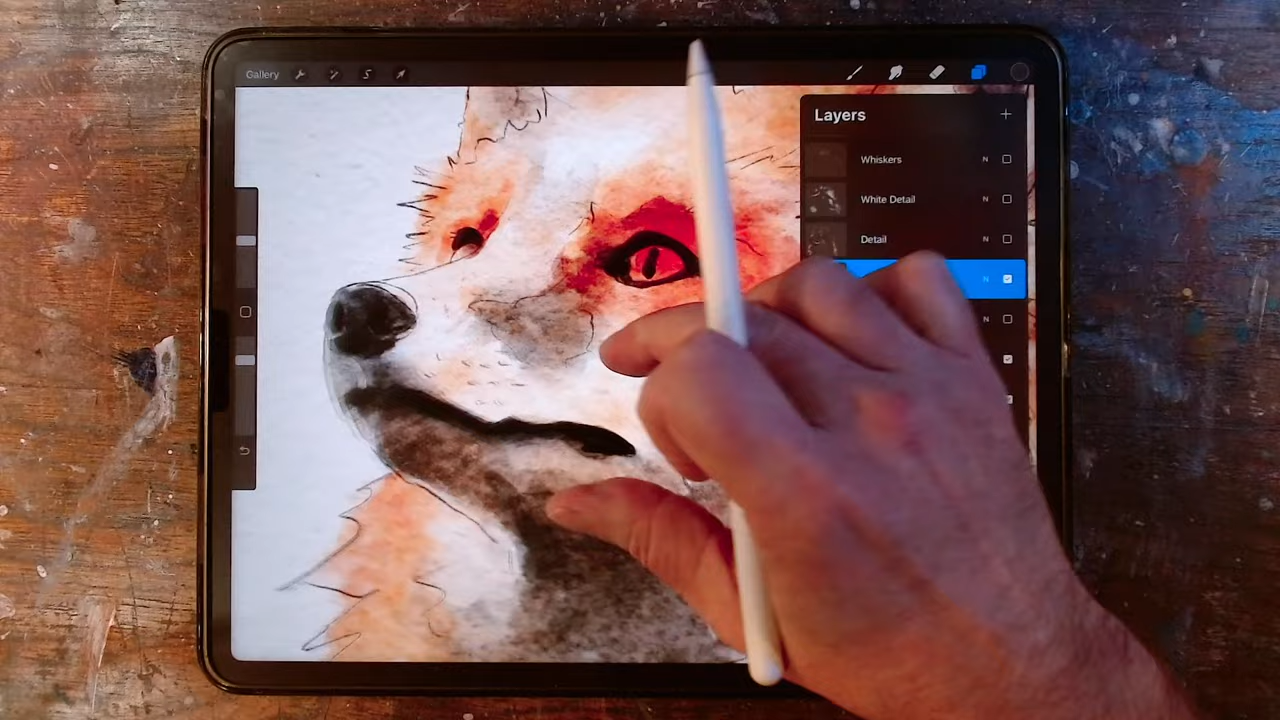 Gallery
Layers
Whiskers N
White Detail N
Detail N
N
N